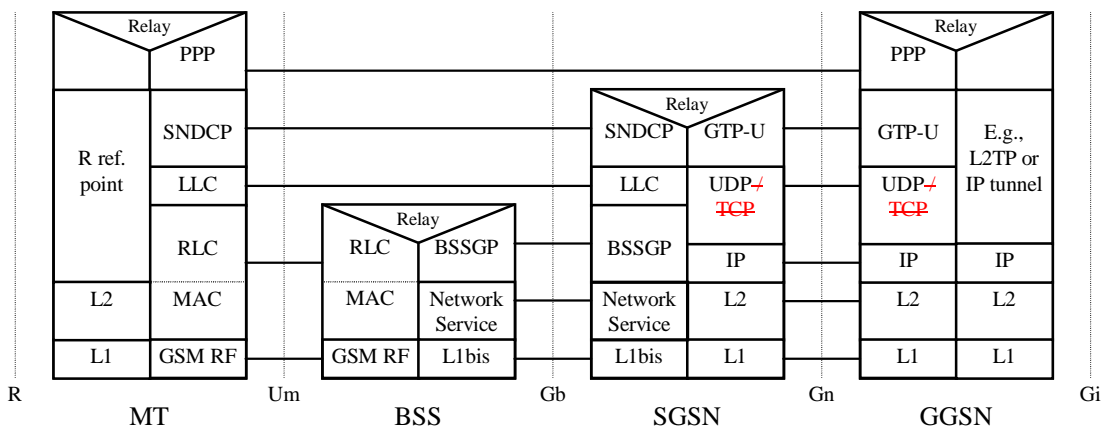 Relay
PPP
R ref.
point
SNDCP
LLC
RLC
L2
MAC
L1
GSM RF
Relay
RLC
BSSGP
MAC
Network
Service
GSM RF
L1bis
Relay
SNDCP
GTP-U
LLC
UDP /
TCP
BSSGP
IP
Network
Service
L2
L1bis
L1
Relay
PPP
GTP-U
E.g.,
L2TP or
IP tunnel
UDP /
TCP
IP
IP
L2
L2
L1
L1
R
Um
Gb
Gn
Gi
MT
BSS
SGSN
GGSN